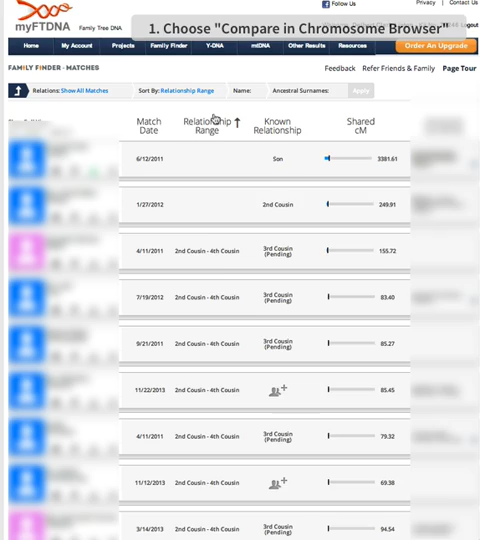 Find us on Facebook
Privacy | Contact Us
Logout
myFTDNA
Family Tree DNA
1. Choose "Compare in Chromosome Browser"
Home My Account Projects Family Finder Y-DNA mtDNA Other Results Resources Order An Upgrade
FAMILY FINDER - MATCHES Feedback Refer Friends & Family Page Tour
Relations: Show All Matches Sort By: Relationship Range Name: Ancestral Surnames: Apply
Match Date Relationship Range Known Relationship Shared cM
6/12/2011 Son 3381.61
1/27/2012 2nd Cousin 249.91
4/11/2011 2nd Cousin - 4th Cousin 3rd Cousin (Pending) 155.72
7/19/2012 2nd Cousin - 4th Cousin 3rd Cousin (Pending) 83.40
9/21/2011 2nd Cousin - 4th Cousin 3rd Cousin (Pending) 85.27
11/22/2013 2nd Cousin - 4th Cousin 85.45
4/11/2011 2nd Cousin - 4th Cousin 3rd Cousin (Pending) 79.32
11/12/2013 2nd Cousin - 4th Cousin 69.38
3/14/2013 2nd Cousin - 4th Cousin 3rd Cousin (Pending) 94.54